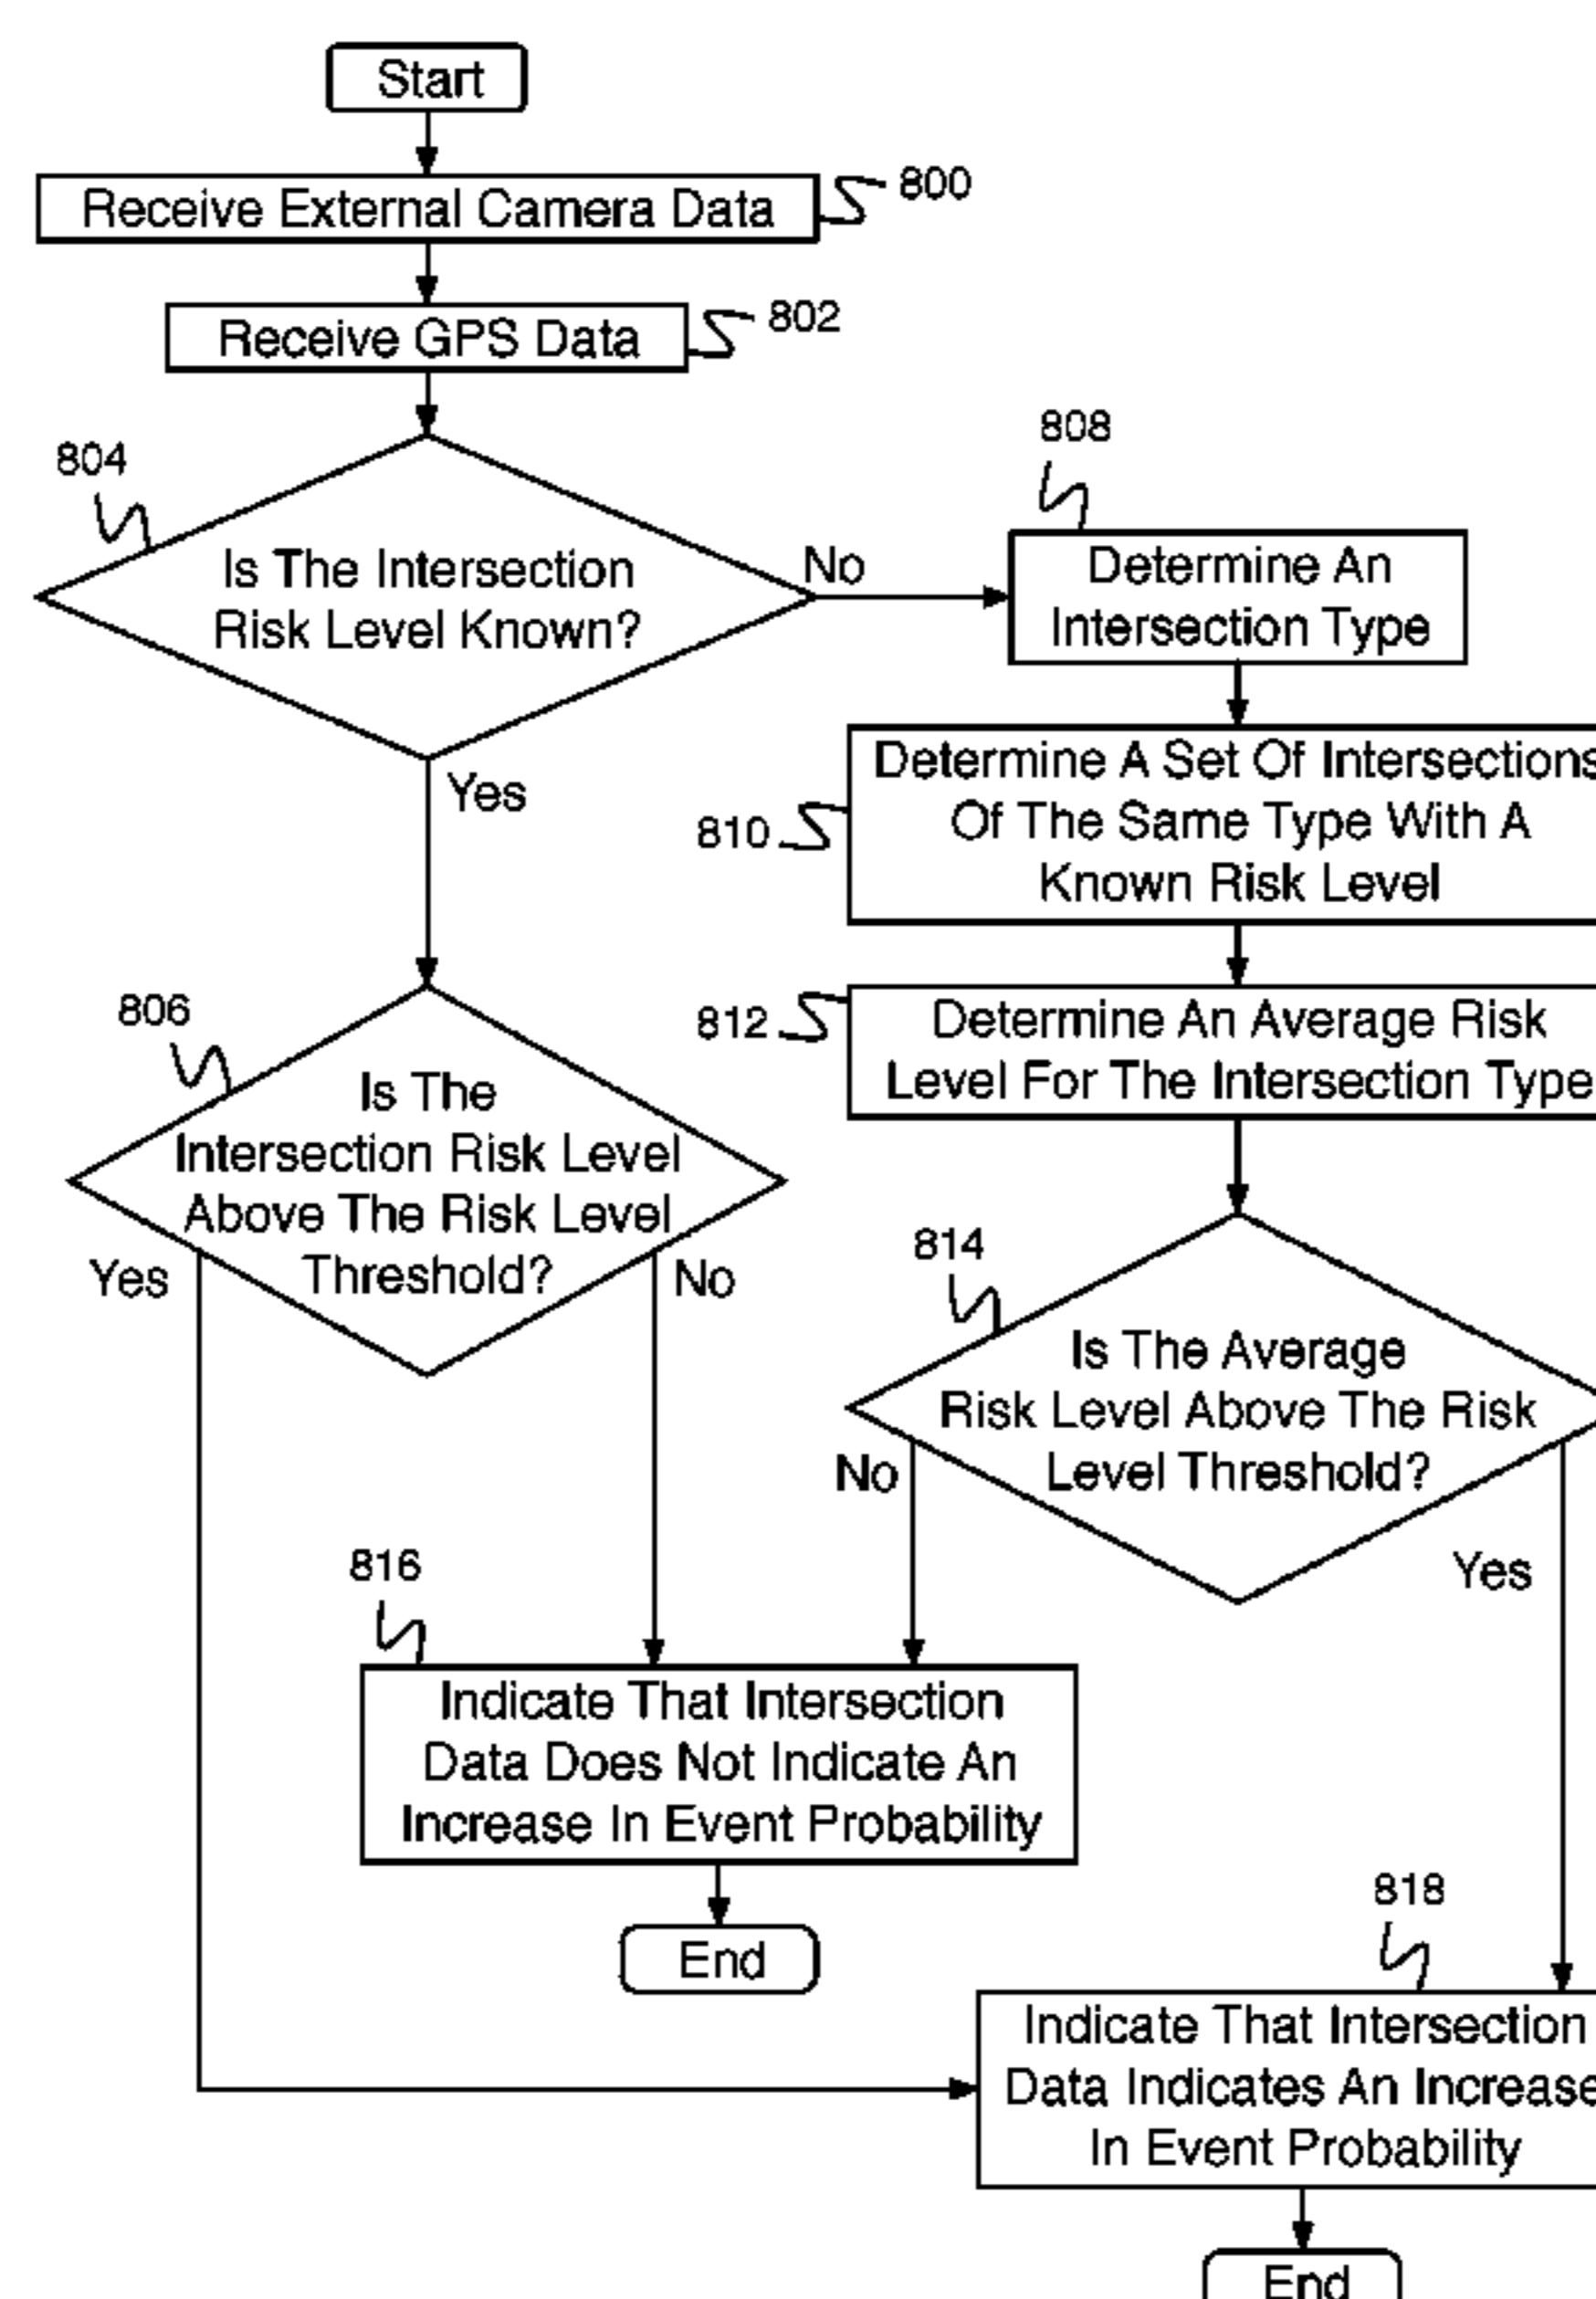 Start
Receive External Camera Data
800
Receive GPS Data
802
804
Is The Intersection
Risk Level Known?
No
Yes
808
Determine An
Intersection Type
810
Determine A Set Of Intersections
Of The Same Type With A
Known Risk Level
812
Determine An Average Risk
Level For The Intersection Type
806
Is The
Intersection Risk Level
Above The Risk Level
Threshold?
Yes
No
814
Is The Average
Risk Level Above The Risk
Level Threshold?
No
Yes
816
Indicate That Intersection
Data Does Not Indicate An
Increase In Event Probability
End
818
Indicate That Intersection
Data Indicates An Increase
In Event Probability
End